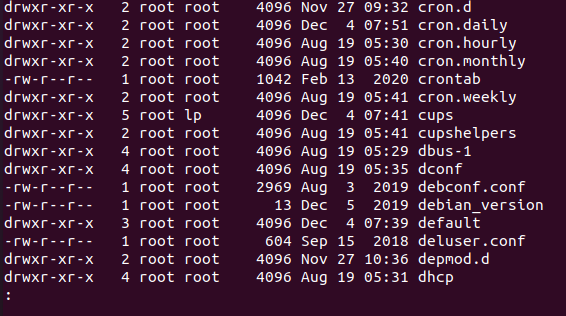 drwxr-xr-x   2 root root    4096 Nov 27 09:32 cron.d
drwxr-xr-x   2 root root    4096 Dec  4 07:51 cron.daily
drwxr-xr-x   2 root root    4096 Aug 19 05:30 cron.hourly
drwxr-xr-x   2 root root    4096 Aug 19 05:40 cron.monthly
-rw-r--r--   1 root root    1042 Feb 13  2020 crontab
drwxr-xr-x   2 root root    4096 Aug 19 05:41 cron.weekly
drwxr-xr-x   5 root lp      4096 Dec  4 07:41 cups
drwxr-xr-x   2 root root    4096 Aug 19 05:41 cupshelpers
drwxr-xr-x   4 root root    4096 Aug 19 05:29 dbus-1
drwxr-xr-x   4 root root    4096 Aug 19 05:35 dconf
-rw-r--r--   1 root root    2969 Aug  3  2019 debconf.conf
-rw-r--r--   1 root root      13 Dec  5  2019 debian_version
drwxr-xr-x   3 root root    4096 Dec  4 07:39 default
-rw-r--r--   1 root root     604 Sep 15  2018 deluser.conf
drwxr-xr-x   2 root root    4096 Nov 27 10:36 depmod.d
drwxr-xr-x   4 root root    4096 Aug 19 05:31 dhcp
: